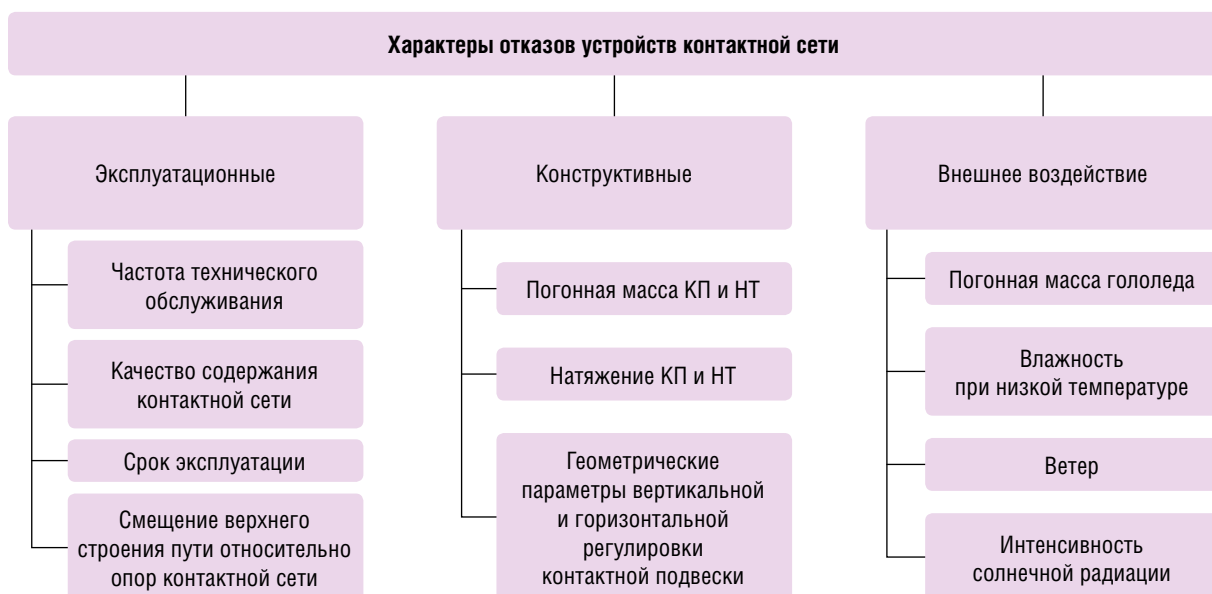 Характеры отказов устройств контактной сети
Эксплуатационные
Частота технического
обслуживания
Качество содержания
контактной сети
Срок эксплуатации
Смещение верхнего
строения пути относительно
опор контактной сети
Конструктивные
Погонная масса КП и НТ
Натяжение КП и НТ
Геометрические
параметры вертикальной
и горизонтальной
регулировки
контактной подвески
Внешнее воздействие
Погонная масса гололеда
Влажность
при низкой температуре
Ветер
Интенсивность
солнечной радиации